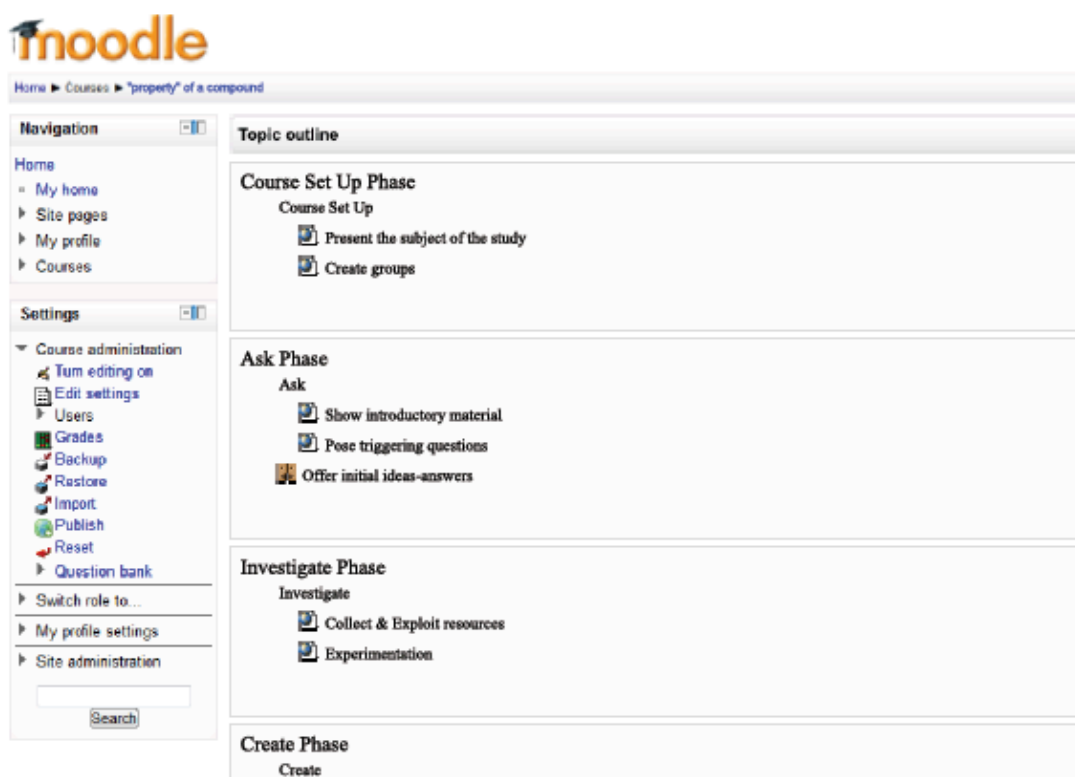 moodle
Home ► Courses ► "property" of a compound
Navigation
Home
My home
Site pages
My profile
Courses
Settings
Course administration
Turn editing on
Edit settings
Users
Grades
Backup
Restore
Import
Publish
Reset
Question bank
Switch role to...
My profile settings
Site administration
Search
Topic outline
Course Set Up Phase
Course Set Up
Present the subject of the study
Create groups
Ask Phase
Ask
Show introductory material
Pose triggering questions
Offer initial ideas-answers
Investigate Phase
Investigate
Collect & Exploit resources
Experimentation
Create Phase
Create